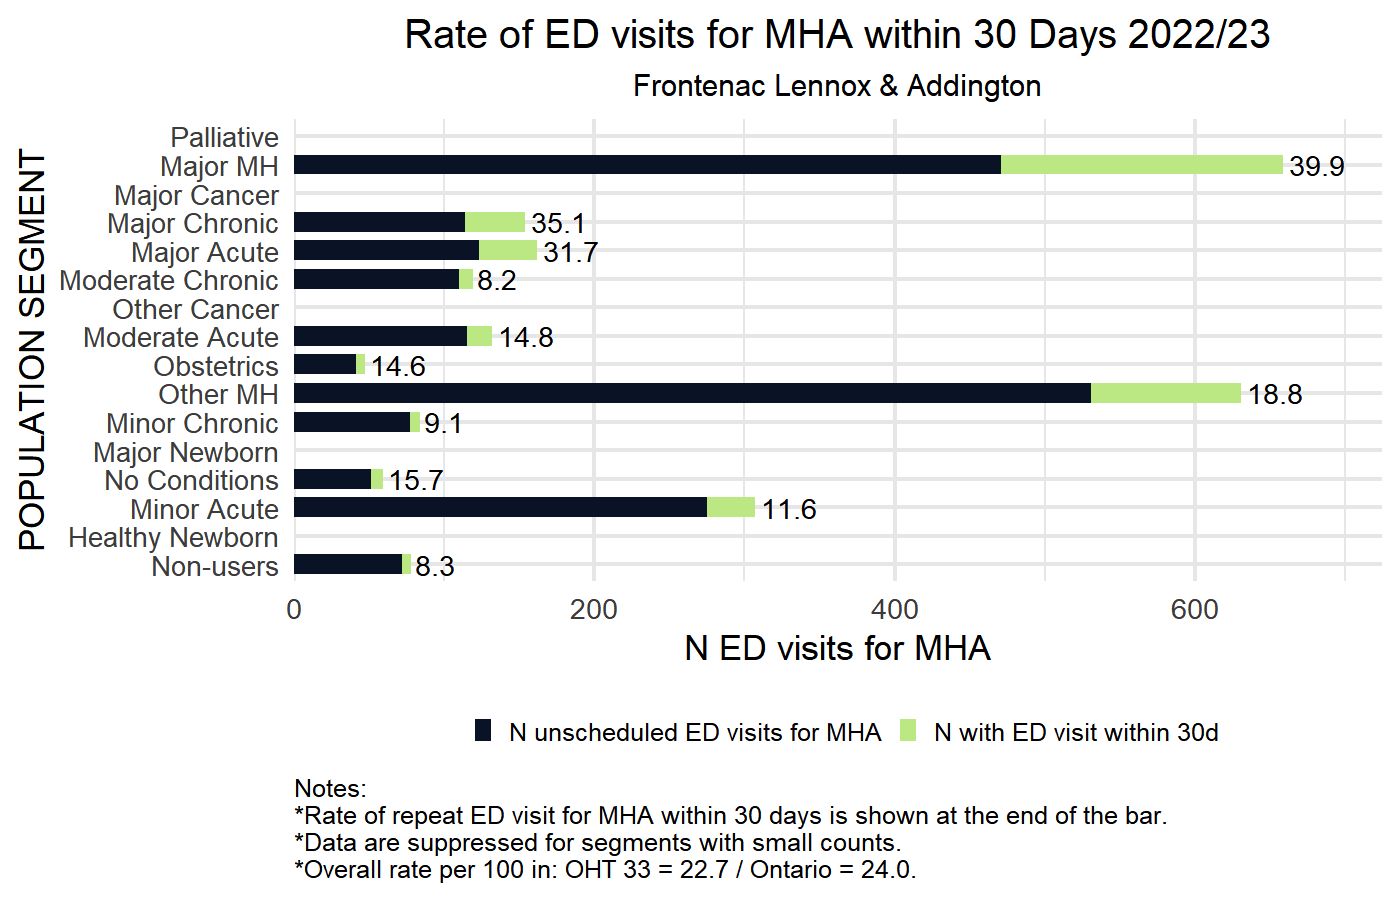 Rate of ED visits for MHA within 30 Days 2022/23
Frontenac Lennox & Addington
POPULATION SEGMENT
Palliative
Major MH 39.9
Major Cancer
Major Chronic 35.1
Major Acute 31.7
Moderate Chronic 8.2
Other Cancer
Moderate Acute 14.8
Obstetrics 14.6
Other MH 18.8
Minor Chronic 9.1
Major Newborn
No Conditions 15.7
Minor Acute 11.6
Healthy Newborn
Non-users 8.3
0 200 400 600
N ED visits for MHA
N unscheduled ED visits for MHA N with ED visit within 30d
Notes:
*Rate of repeat ED visit for MHA within 30 days is shown at the end of the bar.
*Data are suppressed for segments with small counts.
*Overall rate per 100 in: OHT 33 = 22.7 / Ontario = 24.0.